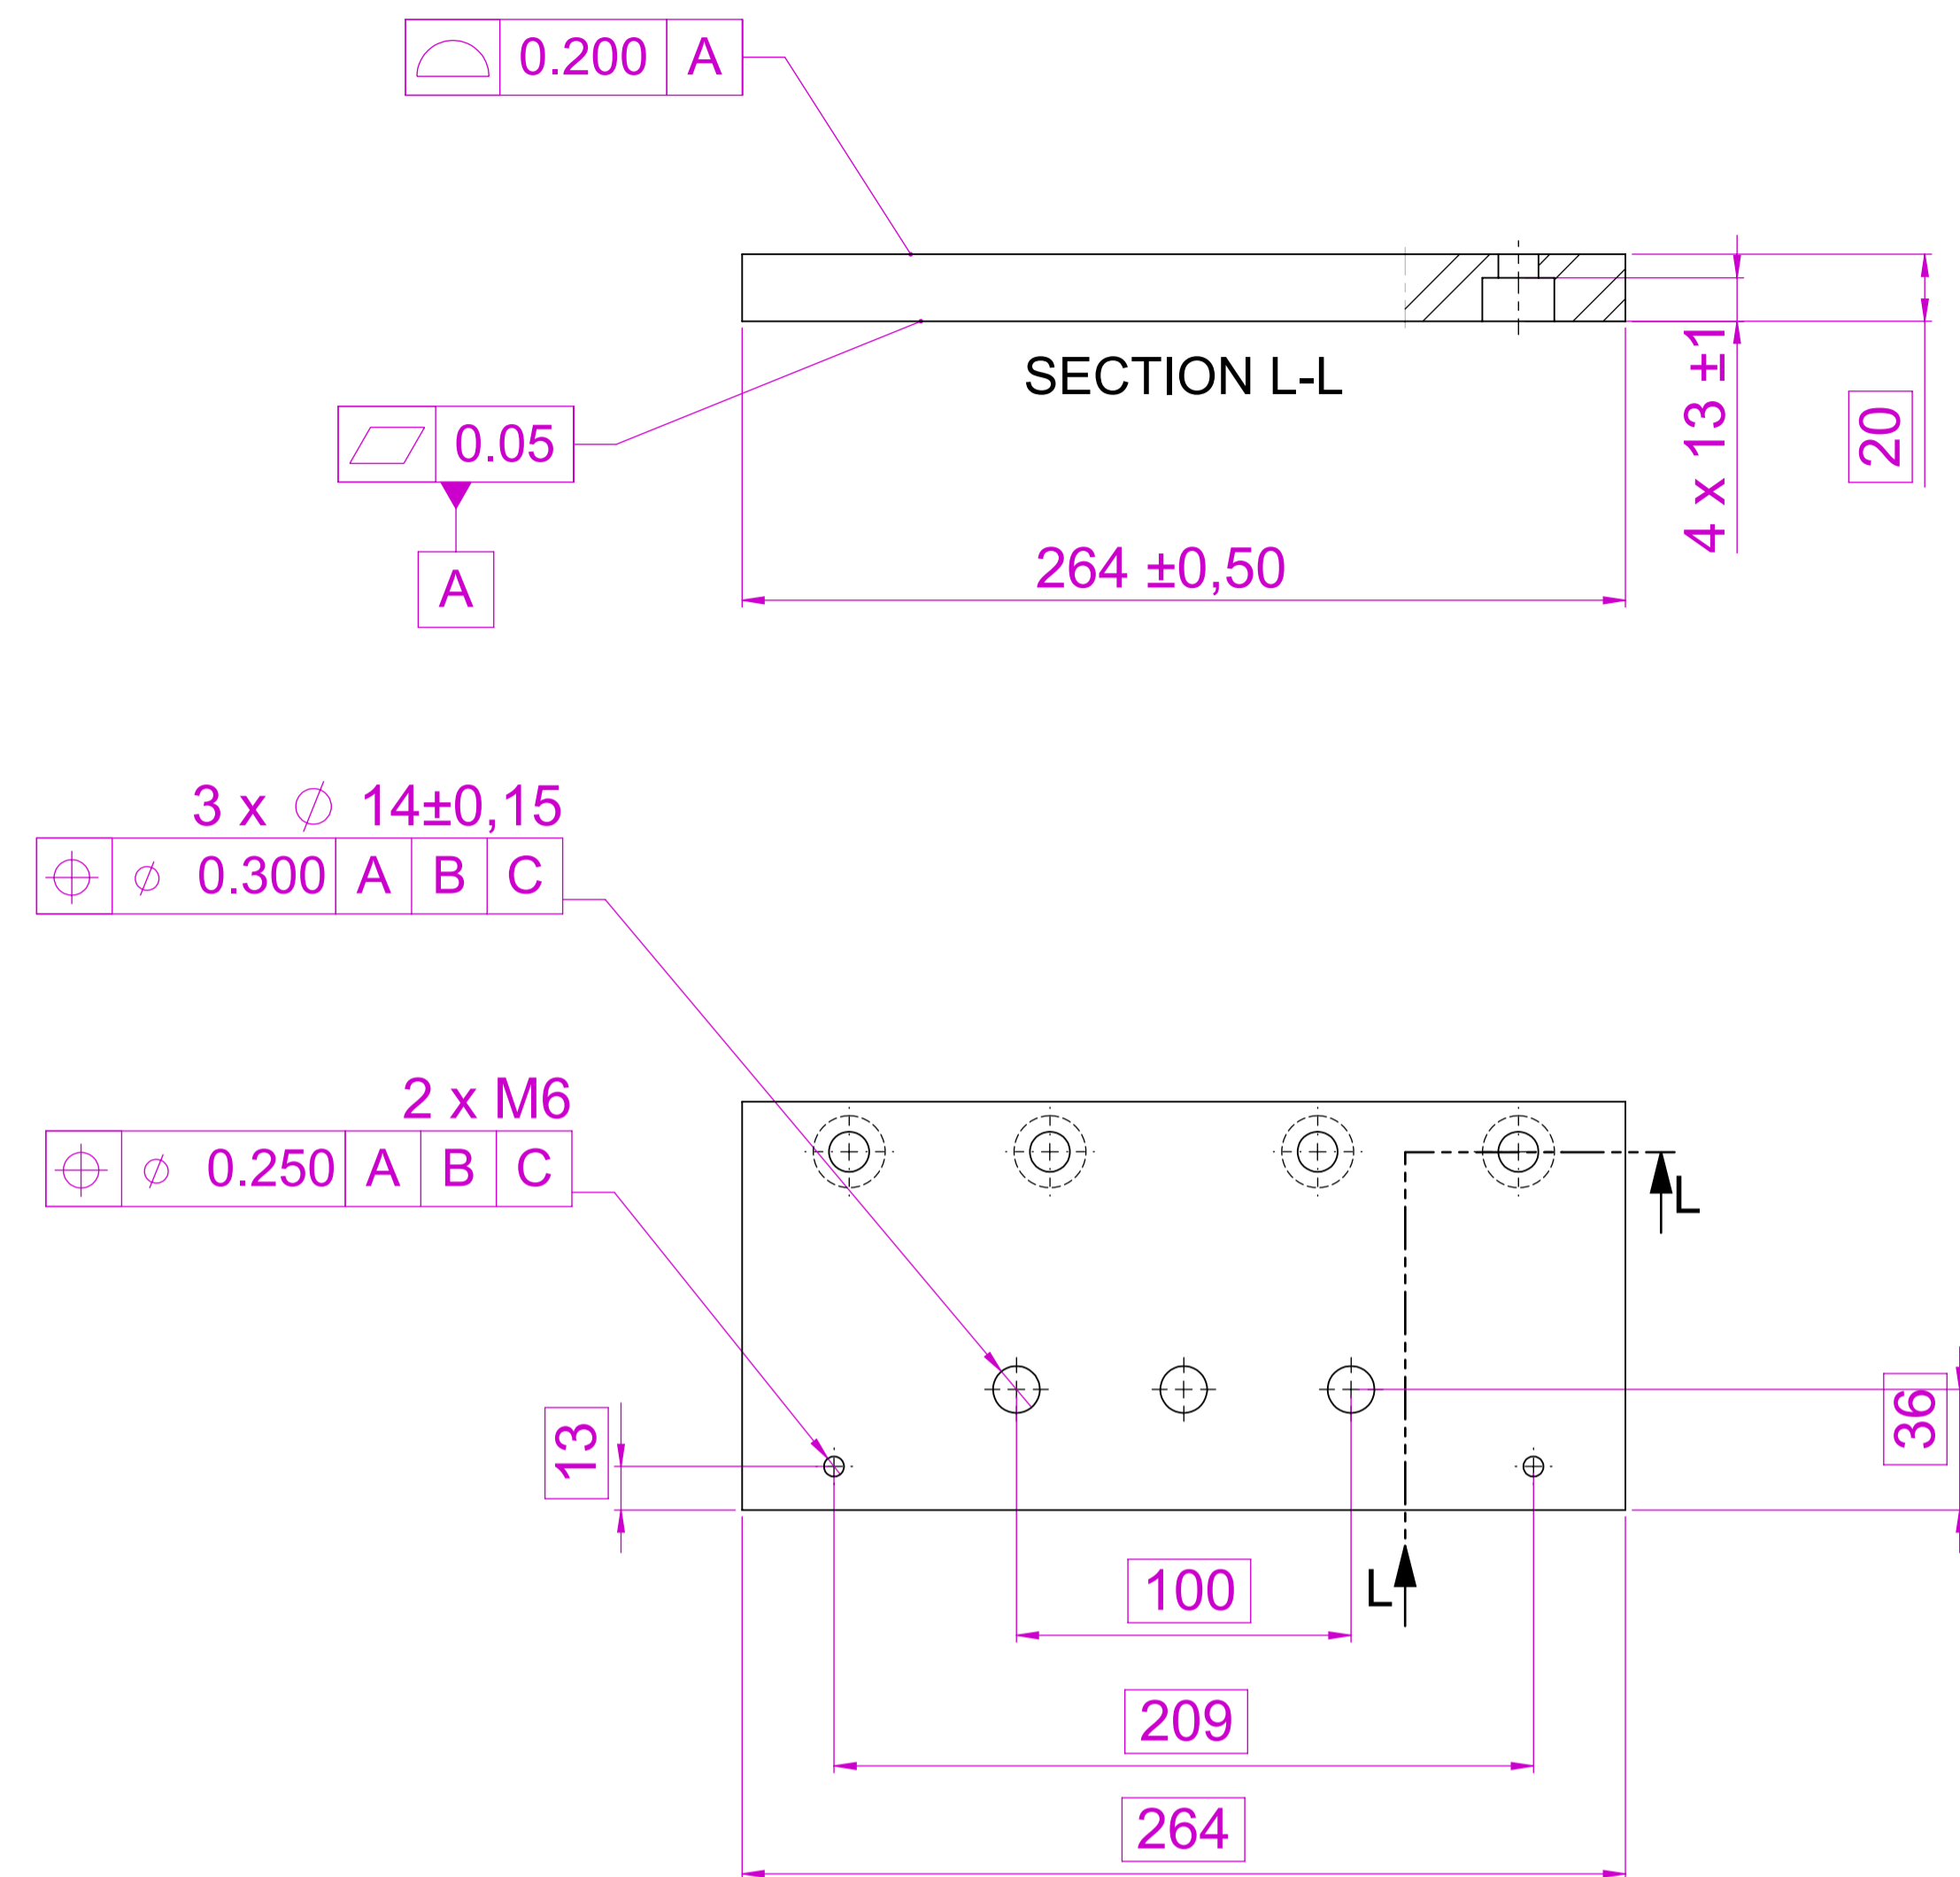 0.200 A
SECTION L-L
4 x 13 ±1
20
0.05
A
264 ±0,50
3 x ⌀ 14±0,15
⌖ ⌀ 0.300 A B C
2 x M6
⌖ ⌀ 0.250 A B C
L
36
13
L
100
209
264